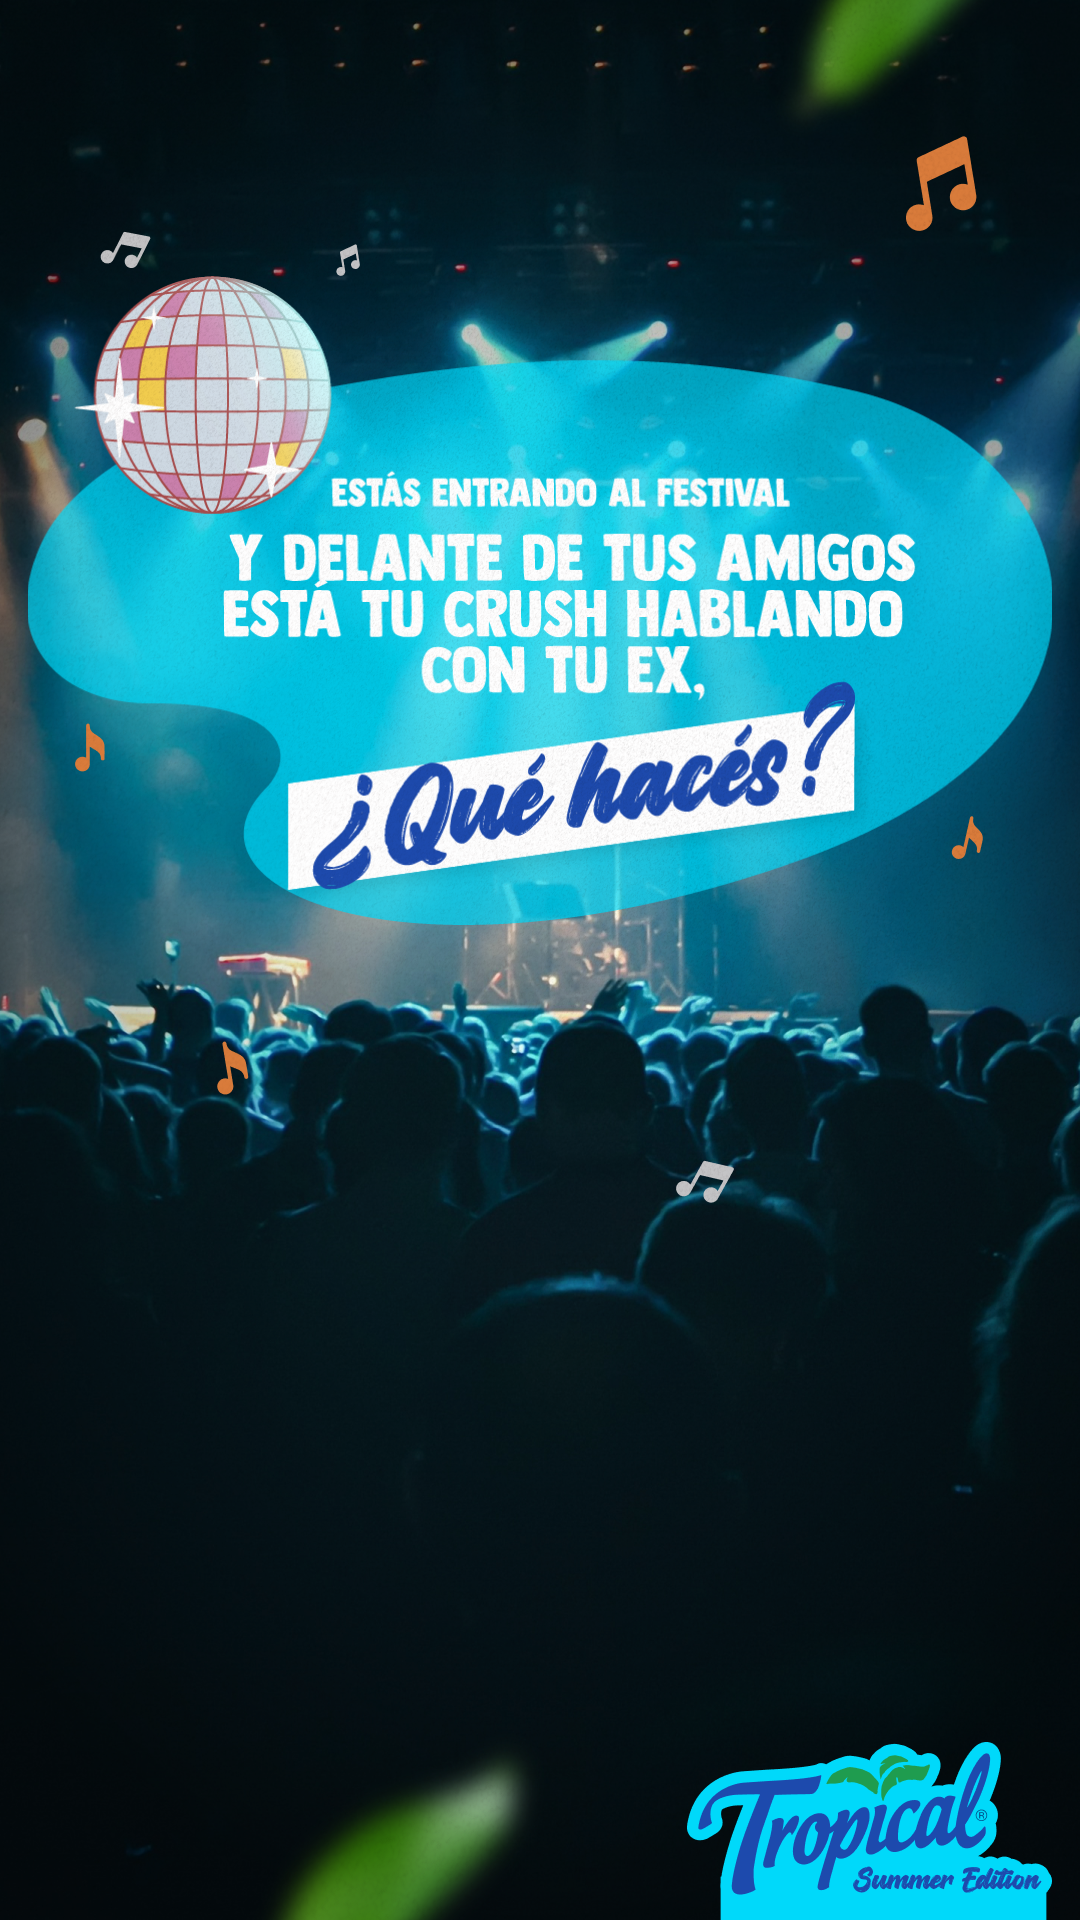 ESTÁS ENTRANDO AL FESTIVAL
Y DELANTE DE TUS AMIGOS
ESTÁ TU CRUSH HABLANDO
CON TU EX,
¿Qué hacés?
Tropical®
Summer Edition